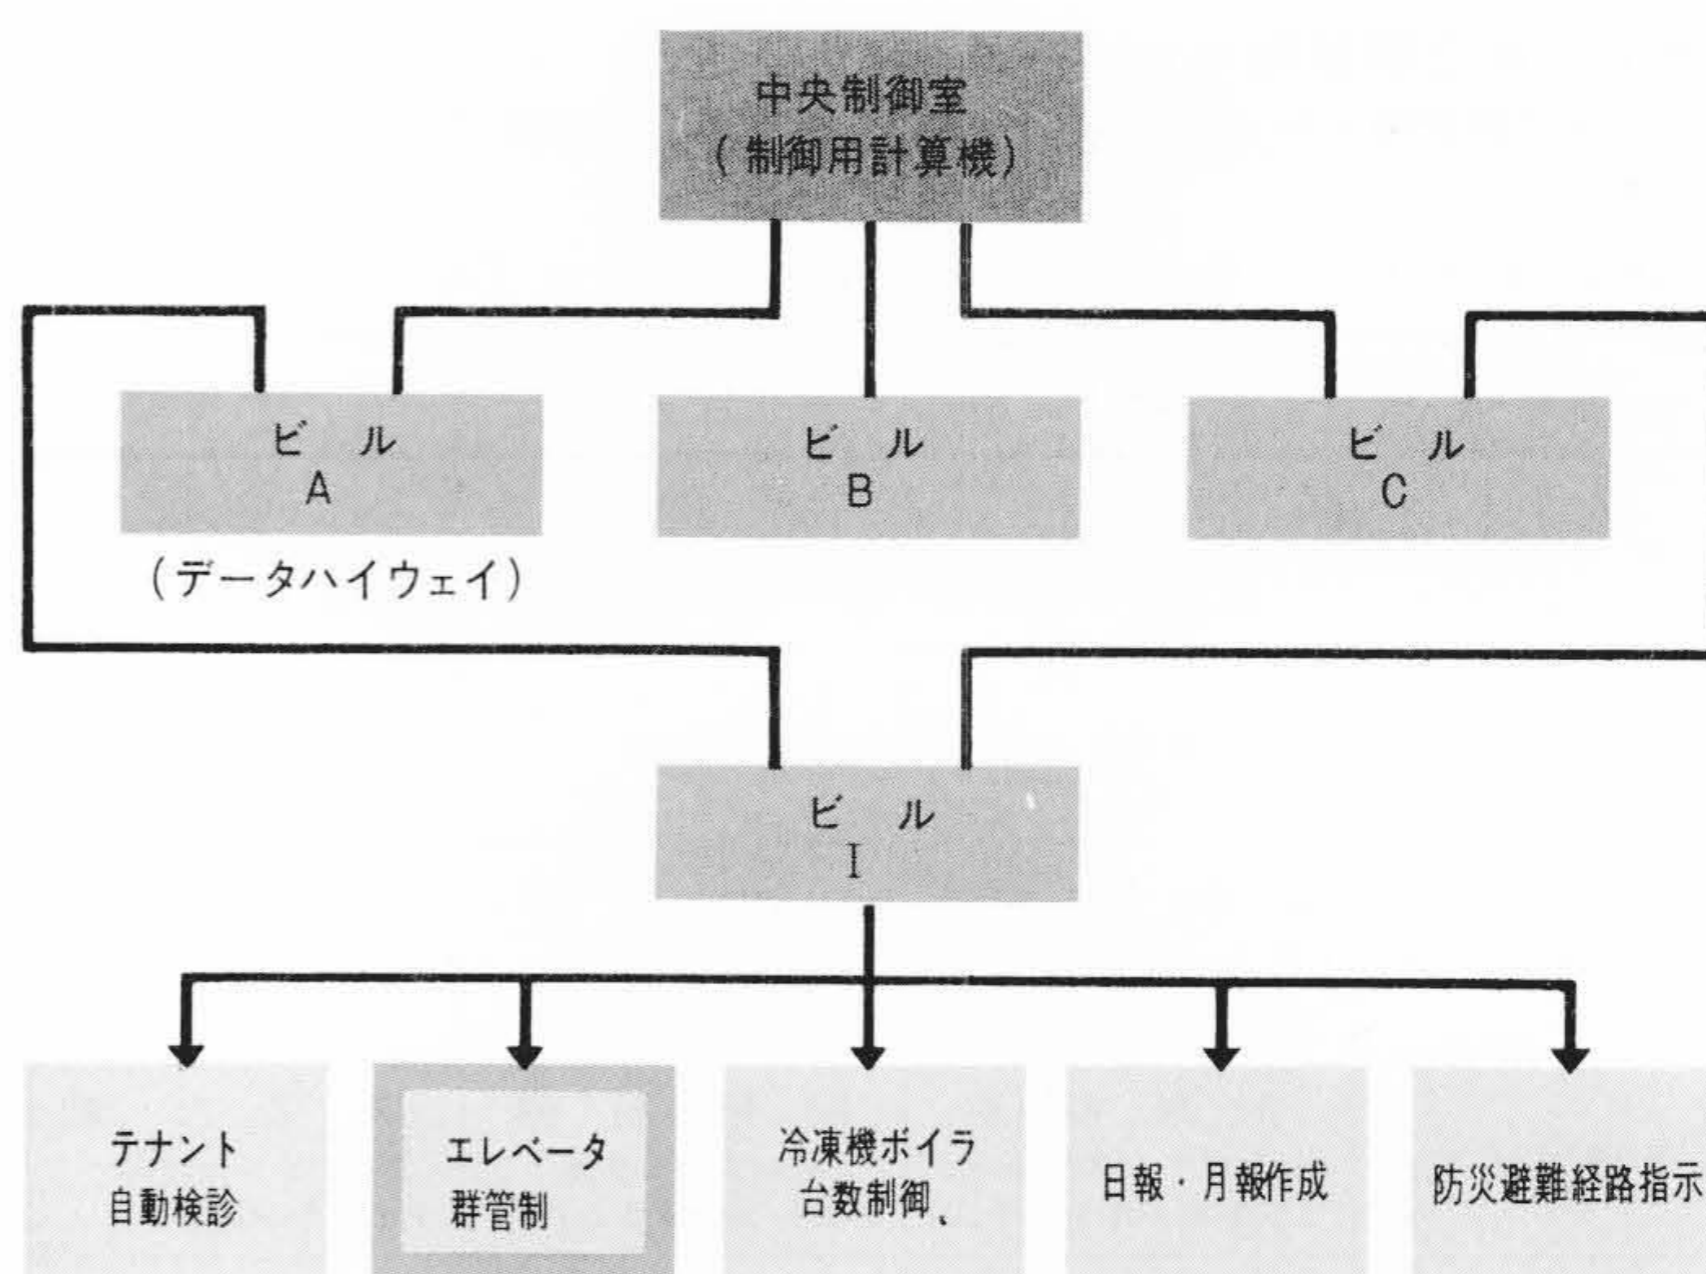 中央制御室
(制御用計算機)
ビル
A
ビル
B
ビル
C
(データハイウェイ)
ビル
I
テナント
自動検診
エレベータ
群管制
冷凍機ボイラ
台数制御、
日報・月報作成
防災避難経路指示